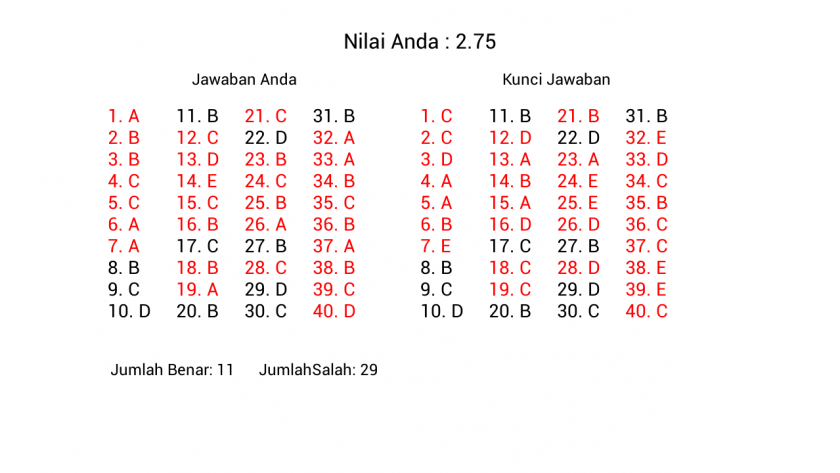 Nilai Anda : 2.75
Jawaban Anda Kunci Jawaban
1. A 11. B 21. C 31. B 1. C 11. B 21. B 31. B
2. B 12. C 22. D 32. A 2. C 12. D 22. D 32. E
3. B 13. D 23. B 33. A 3. D 13. A 23. A 33. D
4. C 14. E 24. C 34. B 4. A 14. B 24. E 34. C
5. C 15. C 25. B 35. C 5. A 15. A 25. E 35. B
6. A 16. B 26. A 36. B 6. B 16. D 26. D 36. C
7. A 17. C 27. B 37. A 7. E 17. C 27. B 37. C
8. B 18. B 28. C 38. B 8. B 18. C 28. D 38. E
9. C 19. A 29. D 39. C 9. C 19. C 29. D 39. E
10. D 20. B 30. C 40. D 10. D 20. B 30. C 40. C
Jumlah Benar: 11 JumlahSalah: 29